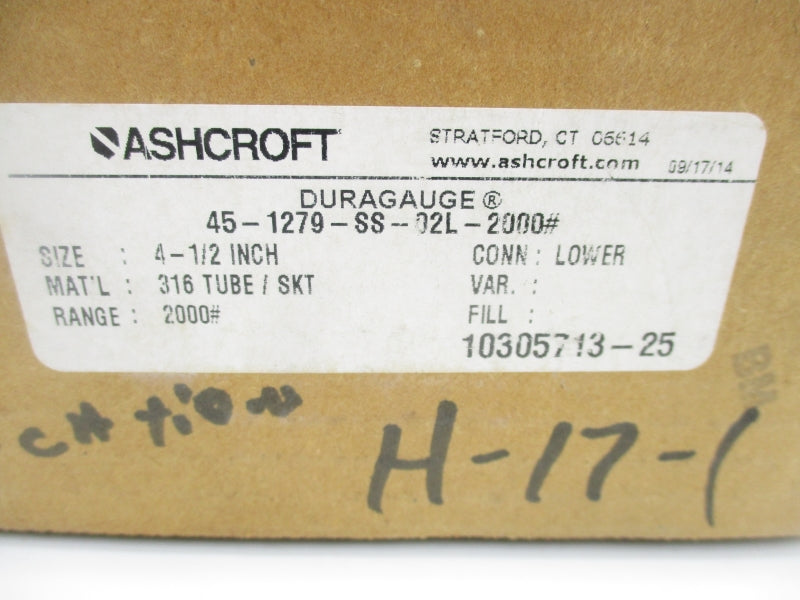 ASHCROFT STRATFORD, CT 06614
www.ashcroft.com 09/17/14
DURAGAUGE ®
45-1279-SS-02L-2000#
SIZE : 4-1/2 INCH CONN : LOWER
MAT'L : 316 TUBE / SKT VAR. :
RANGE : 2000# FILL :
10305713-25
H-17-1